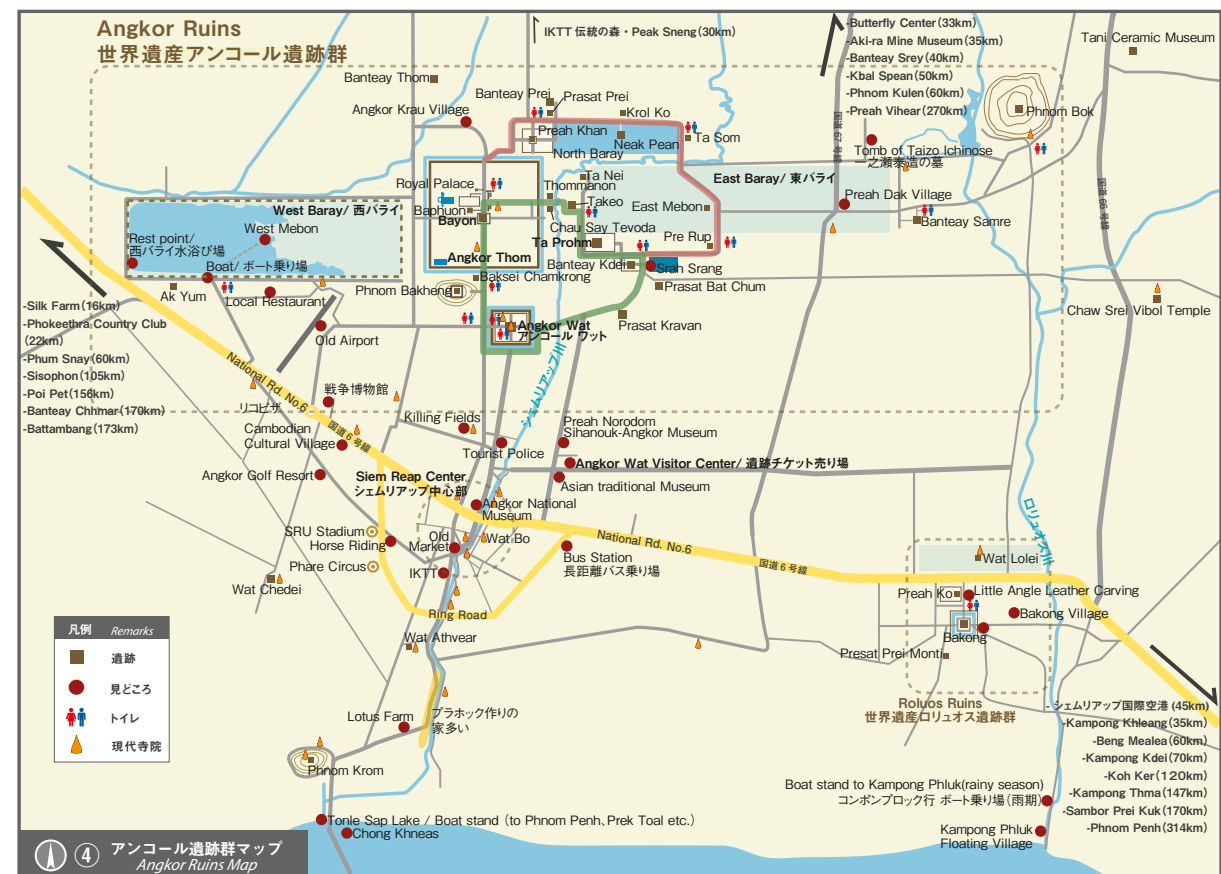 Angkor Ruins
世界遺産アンコール遺跡群
IKTT 伝統の森・Peak Sneng(30km)
-Butterfly Center(33km)
-Aki-ra Mine Museum(35km)
-Banteay Srey(40km)
-Kbal Spean(50km)
-Phnom Kulen(60km)
-Preah Vihear(270km)
Tani Ceramic Museum
Banteay Thom
Banteay Prei
Prasat Prei
Angkor Krau Village
Krol Ko
Phnom Bok
国道 67 号線
Preah Khan
Neak Pean
Ta Som
North Baray
Tomb of Taizo Ichinose
一之瀬泰造の墓
Ta Nei
East Baray/ 東バライ
Royal Palace
Thommanon
Takeo
Preah Dak Village
国道 66 号線
West Baray/ 西バライ
Baphuon
Bayon
East Mebon
Banteay Samre
West Mebon
Chau Say Tevoda
Rest point/
西バライ水浴び場
Ta Prohm
Pre Rup
Angkor Thom
Banteay Kdei
Srah Srang
Boat/ ボート乗り場
Baksei Chamkrong
Prasat Bat Chum
Ak Yum
Local Restaurant
Phnom Bakheng
Chaw Srei Vibol Temple
-Silk Farm(16km)
-Phokeethra Country Club
(22km)
-Phum Snay(60km)
-Sisophon(105km)
-Poi Pet(156km)
-Banteay Chhmar(170km)
-Battambang(173km)
Old Airport
Angkor Wat
アンコール ワット
Prasat Kravan
National Rd. No.6
シェムリアップ川
戦争博物館
リコピザ
国道 6 号線
Cambodian
Cultural Village
Killing Fields
Preah Norodom
Sihanouk-Angkor Museum
Tourist Police
Angkor Wat Visitor Center/ 遺跡チケット売り場
Angkor Golf Resort
Siem Reap Center
シェムリアップ中心部
Asian traditional Museum
Angkor National
Museum
SRU Stadium
Horse Riding
Old
Market
Wat Bo
National Rd. No.6
国道 6 号線
ロリュオス川
Bus Station
長距離バス乗り場
Phare Circus
IKTT
Wat Lolei
Wat Chedei
Preah Ko
Little Angle Leather Carving
Ring Road
Bakong Village
Bakong
Wat Athvear
Presat Prei Monti
凡例 Remarks
遺跡
見どころ
トイレ
現代寺院
Lotus Farm
プラホック作りの
家多い
Roluos Ruins
世界遺産ロリュオス遺跡群
- シェムリアップ国際空港 (45km)
-Kampong Khleang(35km)
-Beng Mealea(60km)
-Kampong Kdei(70km)
-Koh Ker(120km)
-Kampong Thma(147km)
-Sambor Prei Kuk(170km)
-Phnom Penh(314km)
Phnom Krom
Boat stand to Kampong Phluk(rainy season)
コンポンブロック行 ボート乗り場(雨期)
Tonle Sap Lake / Boat stand (to Phnom Penh、Prek Toal etc.)
Chong Khneas
Kampong Phluk
Floating Village
④ アンコール遺跡群マップ
Angkor Ruins Map